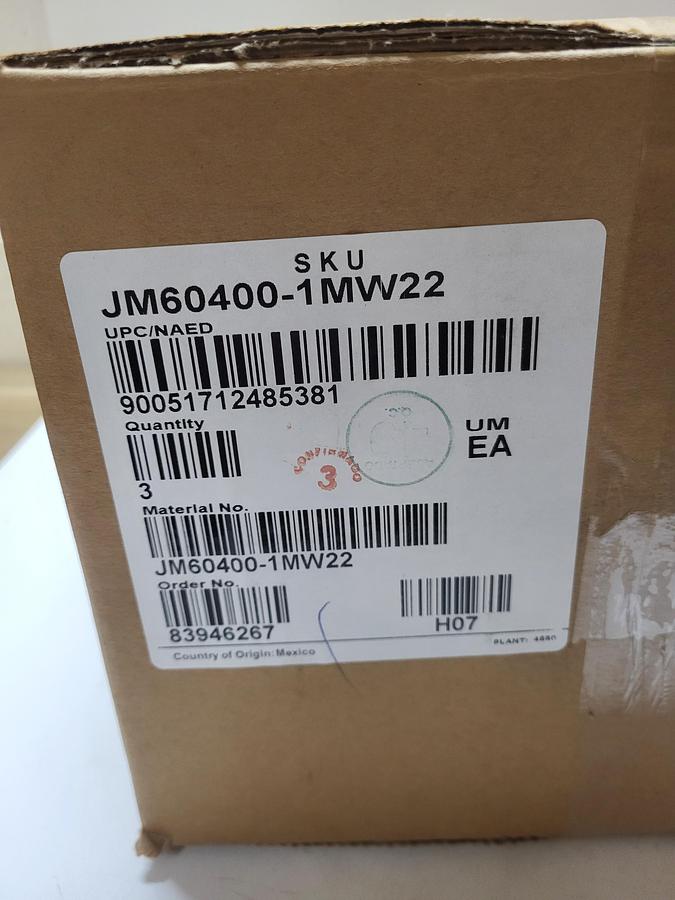 SKU
JM60400-1MW22
UPC/NAED
90051712485381
Quantity
UM
EA
CONFIRMADO
3
3
Material No.
JM60400-1MW22
Order No.
83946267
H07
PLANT: 4880
Country of Origin: Mexico